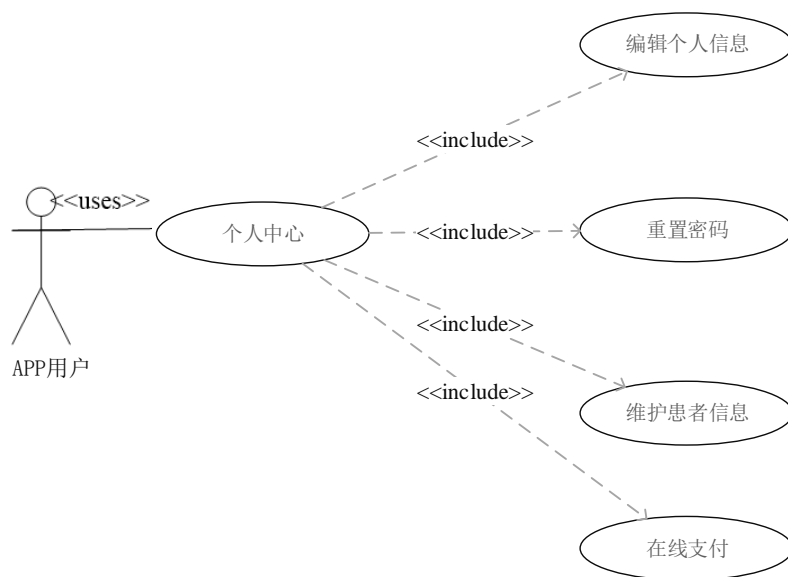 编辑个人信息
<<include>>
<<uses>>
个人中心
<<include>>
重置密码
<<include>>
APP用户
<<include>>
维护患者信息
在线支付